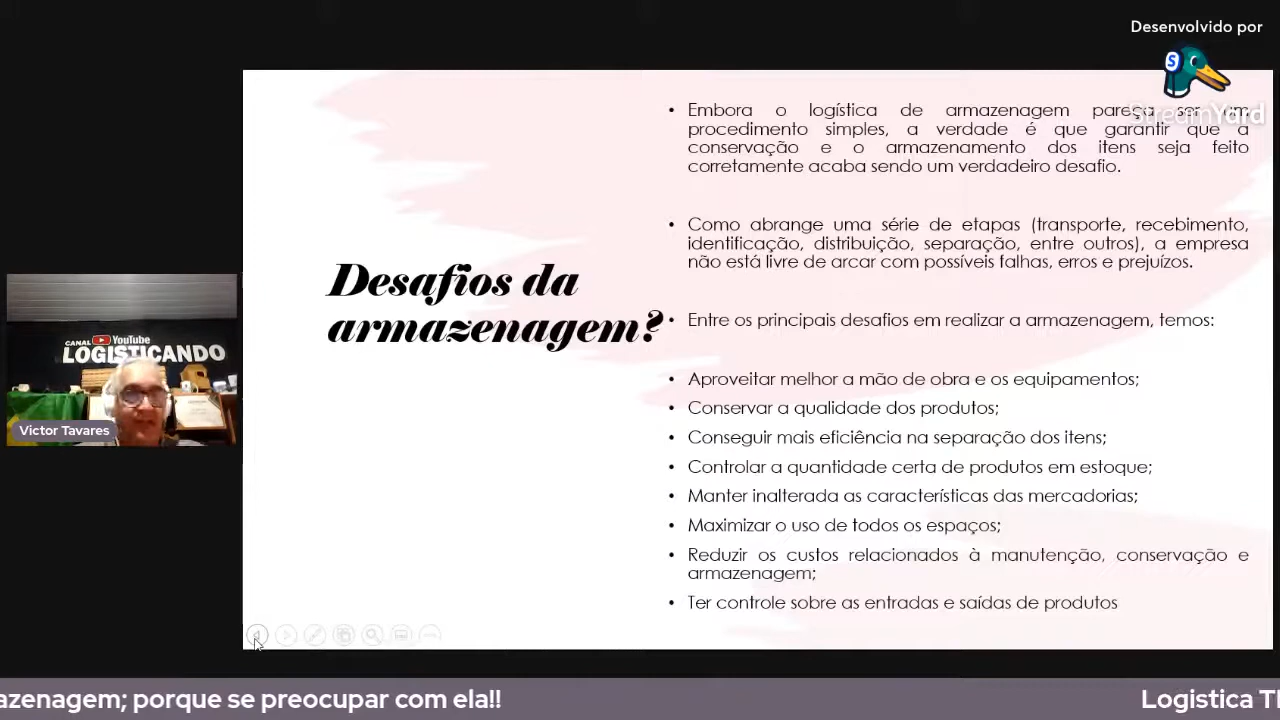 Desenvolvido por
StreamYard
• Embora o logística de armazenagem pareça ser um
procedimento simples, a verdade é que garantir que a
conservação e o armazenamento dos itens seja feito
corretamente acaba sendo um verdadeiro desafio.
• Como abrange uma série de etapas (transporte, recebimento,
identificação, distribuição, separação, entre outros), a empresa
não está livre de arcar com possíveis falhas, erros e prejuízos.
Desafios da
armazenagem?
• Entre os principais desafios em realizar a armazenagem, temos:
• Aproveitar melhor a mão de obra e os equipamentos;
• Conservar a qualidade dos produtos;
• Conseguir mais eficiência na separação dos itens;
• Controlar a quantidade certa de produtos em estoque;
• Manter inalterada as características das mercadorias;
• Maximizar o uso de todos os espaços;
• Reduzir os custos relacionados à manutenção, conservação e
armazenagem;
• Ter controle sobre as entradas e saídas de produtos
CANAL YouTube
LOGISTICANDO
Victor Tavares
azenagem; porque se preocupar com ela!!
Logistica T